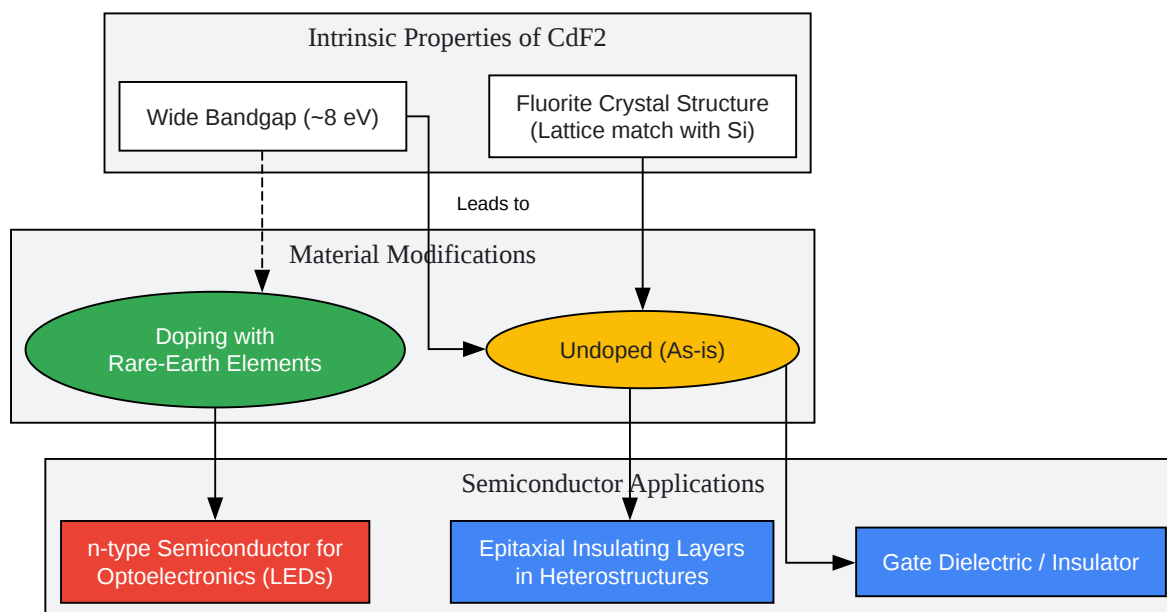 Intrinsic Properties of CdF2
Wide Bandgap (~8 eV)
Fluorite Crystal Structure
(Lattice match with Si)
Leads to
Material Modifications
Doping with
Rare-Earth Elements
Undoped (As-is)
Semiconductor Applications
n-type Semiconductor for
Optoelectronics (LEDs)
Epitaxial Insulating Layers
in Heterostructures
Gate Dielectric / Insulator